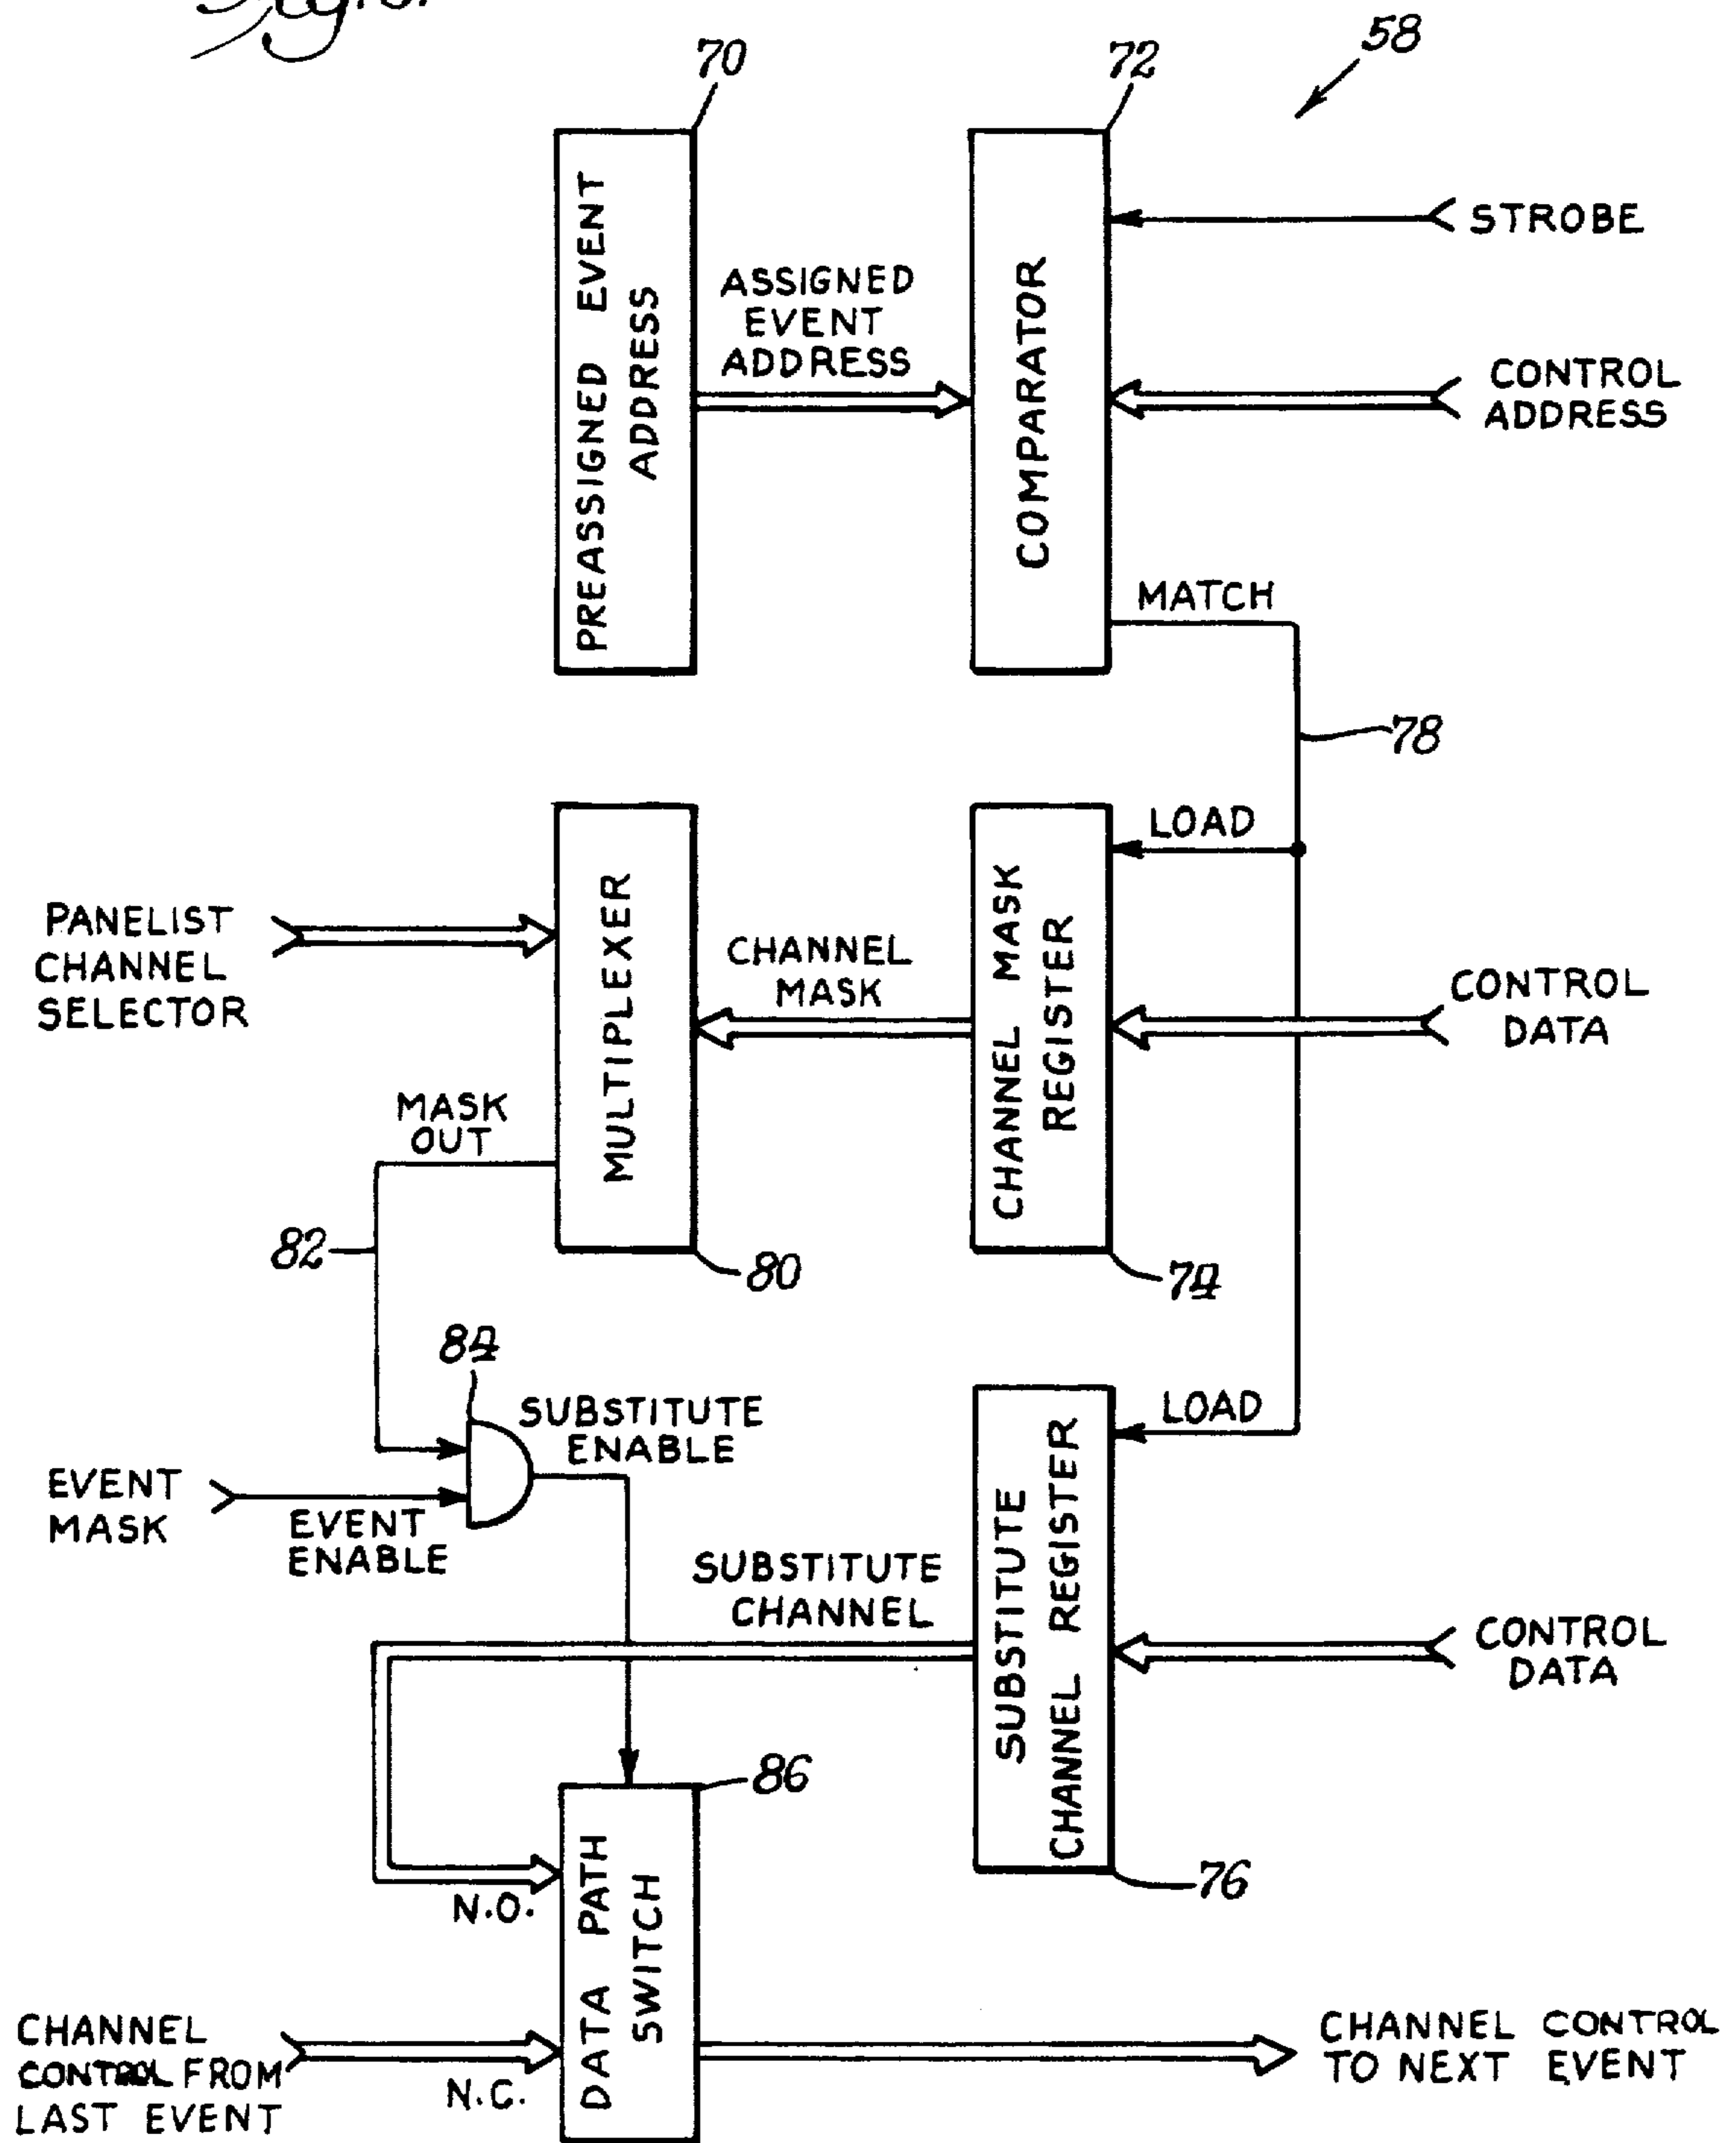 58
70
72
PREASSIGNED EVENT
ADDRESS
ASSIGNED
EVENT
ADDRESS
COMPARATOR
STROBE
CONTROL
ADDRESS
MATCH
78
PANELIST
CHANNEL
SELECTOR
MULTIPLEXER
CHANNEL
MASK
CHANNEL MASK
REGISTER
LOAD
CONTROL
DATA
MASK
OUT
82
80
74
84
SUBSTITUTE
ENABLE
EVENT
MASK
EVENT
ENABLE
SUBSTITUTE
CHANNEL
SUBSTITUTE
CHANNEL REGISTER
LOAD
CONTROL
DATA
86
76
N.O.
DATA PATH
SWITCH
CHANNEL
CONTROL FROM
LAST EVENT
N.C.
CHANNEL CONTROL
TO NEXT EVENT